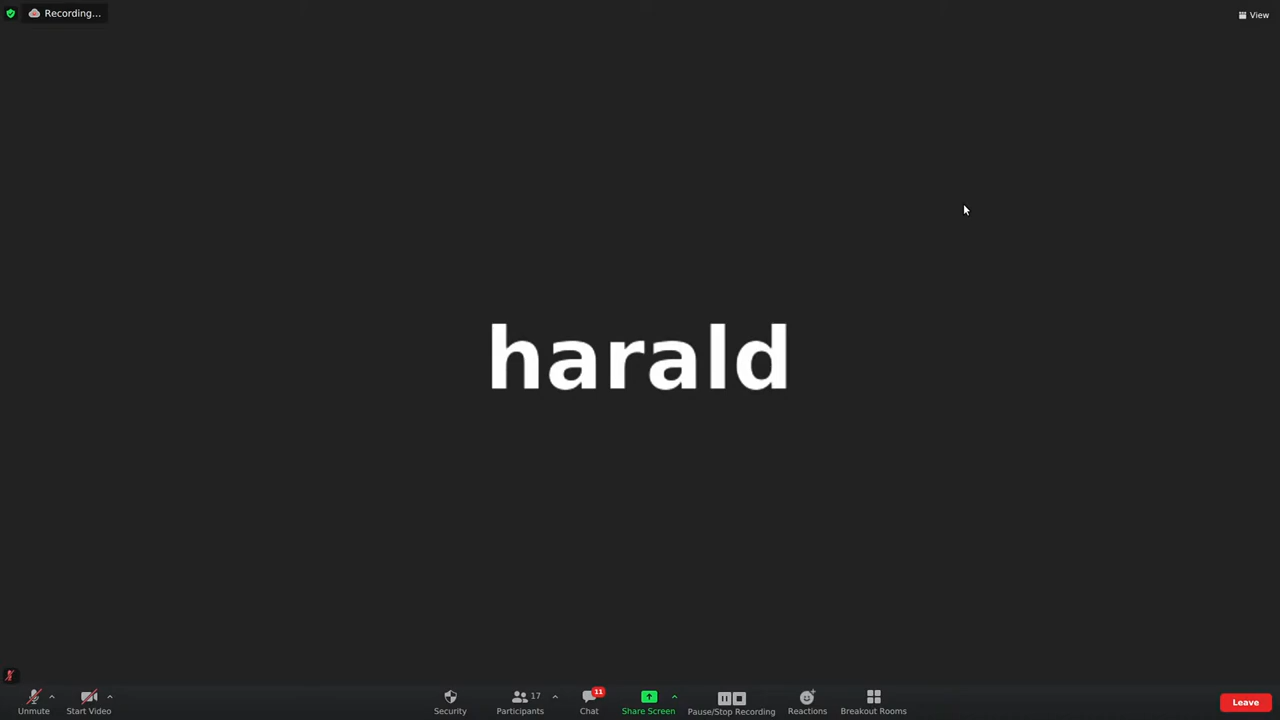 Recording...
View
harald
Unmute
Start Video
Security
17
Participants
11
Chat
Share Screen
Pause/Stop Recording
Reactions
Breakout Rooms
Leave